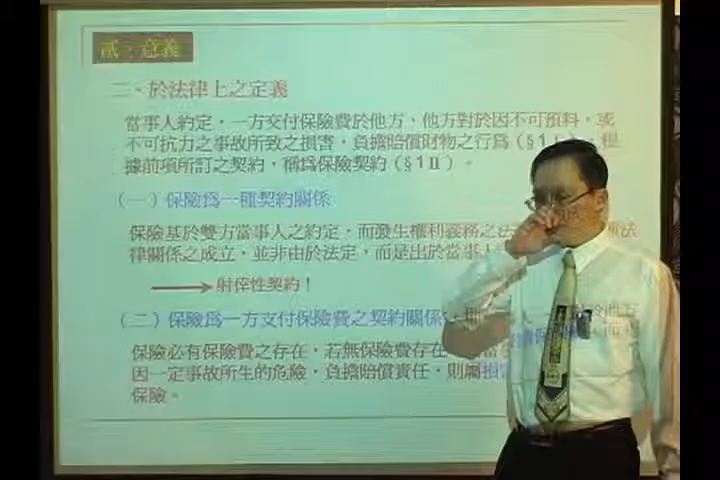 貳、意義
二、於法律上之定義
當事人約定，一方交付保險費於他方，他方對於因不可預料，或
不可抗力之事故所致之損害，負擔賠償財物之行為（§1Ⅰ）。根
據前項所訂之契約，稱為保險契約（§1Ⅱ）。
（一）保險為一種契約關係
保險基於雙方當事人之約定，而發生權利義務之法
律關係之成立，並非由於法定，而是出於當事人
射倖性契約！
（二）保險為一方交付保險費之契約關係
保險必有保險費之存在，若無保險費存在
因一定事故所生的危險，負擔賠償責任，則屬損
保險。